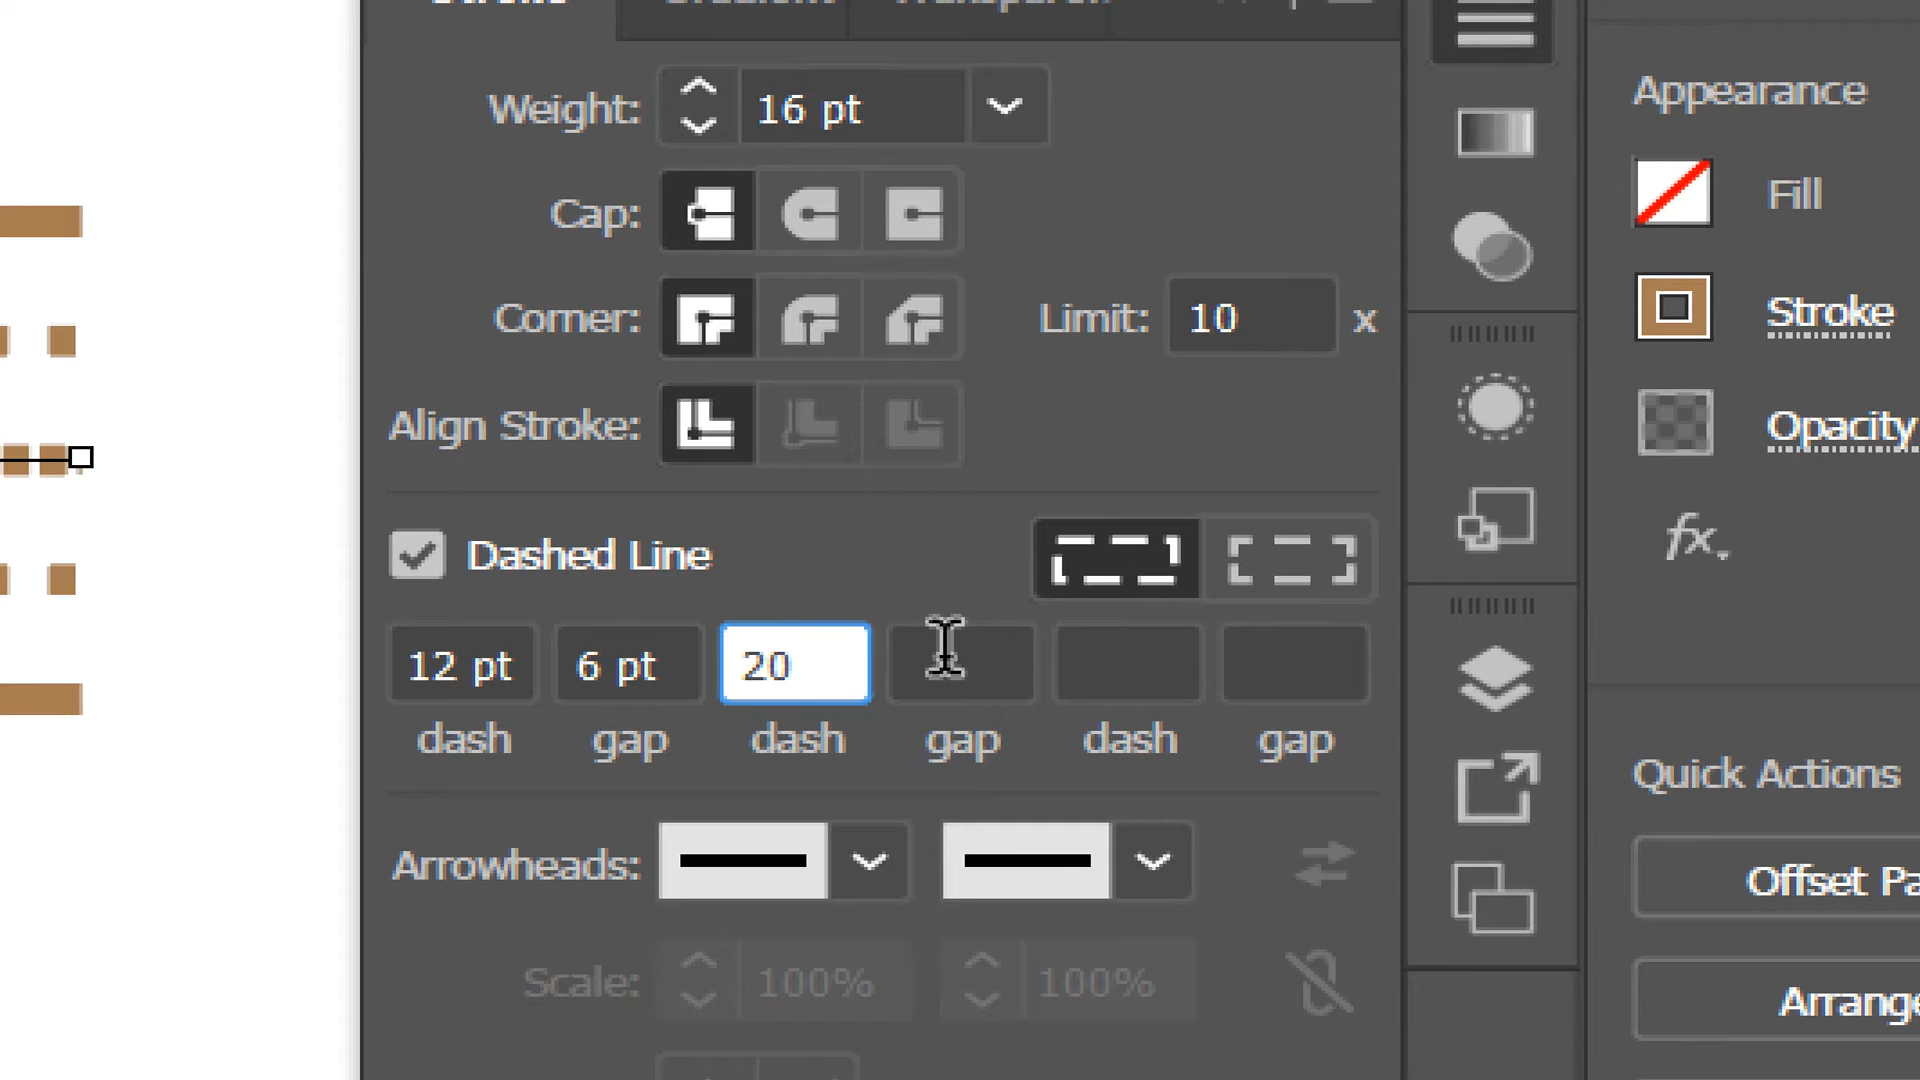 Stroke
Weight:
16 pt
Cap:
Corner:
Limit:
10
x
Align Stroke:
Dashed Line
12 pt
6 pt
20
dash
gap
dash
gap
dash
gap
Arrowheads:
Scale:
100%
100%
Appearance
Fill
Stroke
Opacity
fx.
Quick Actions
Offset Pa
Arrange